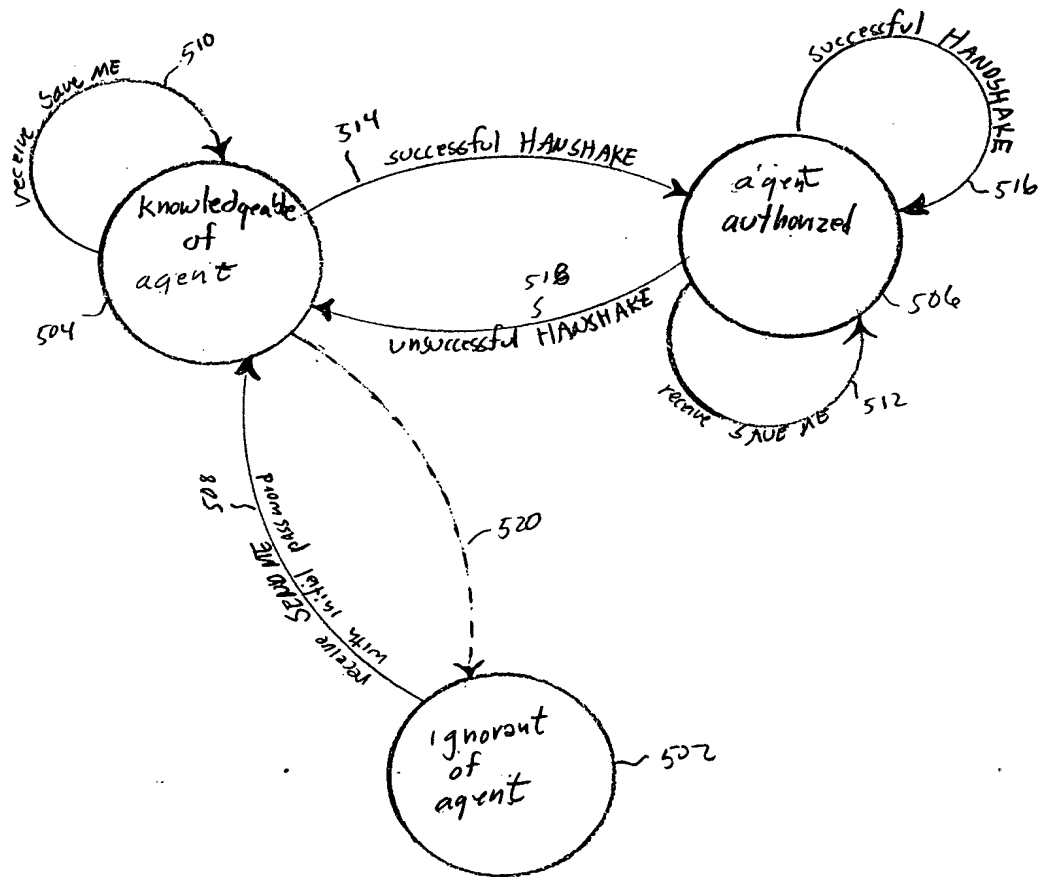 510
receive save ME
514
successful HANSHAKE
successful HANDSHAKE
516
knowledgeable
of
agent
504
agent
authorized
506
518
unsuccessful HANSHAKE
receive SAVE ME
512
508
receive SEND ME
with initial password
520
ignorant
of
agent
502